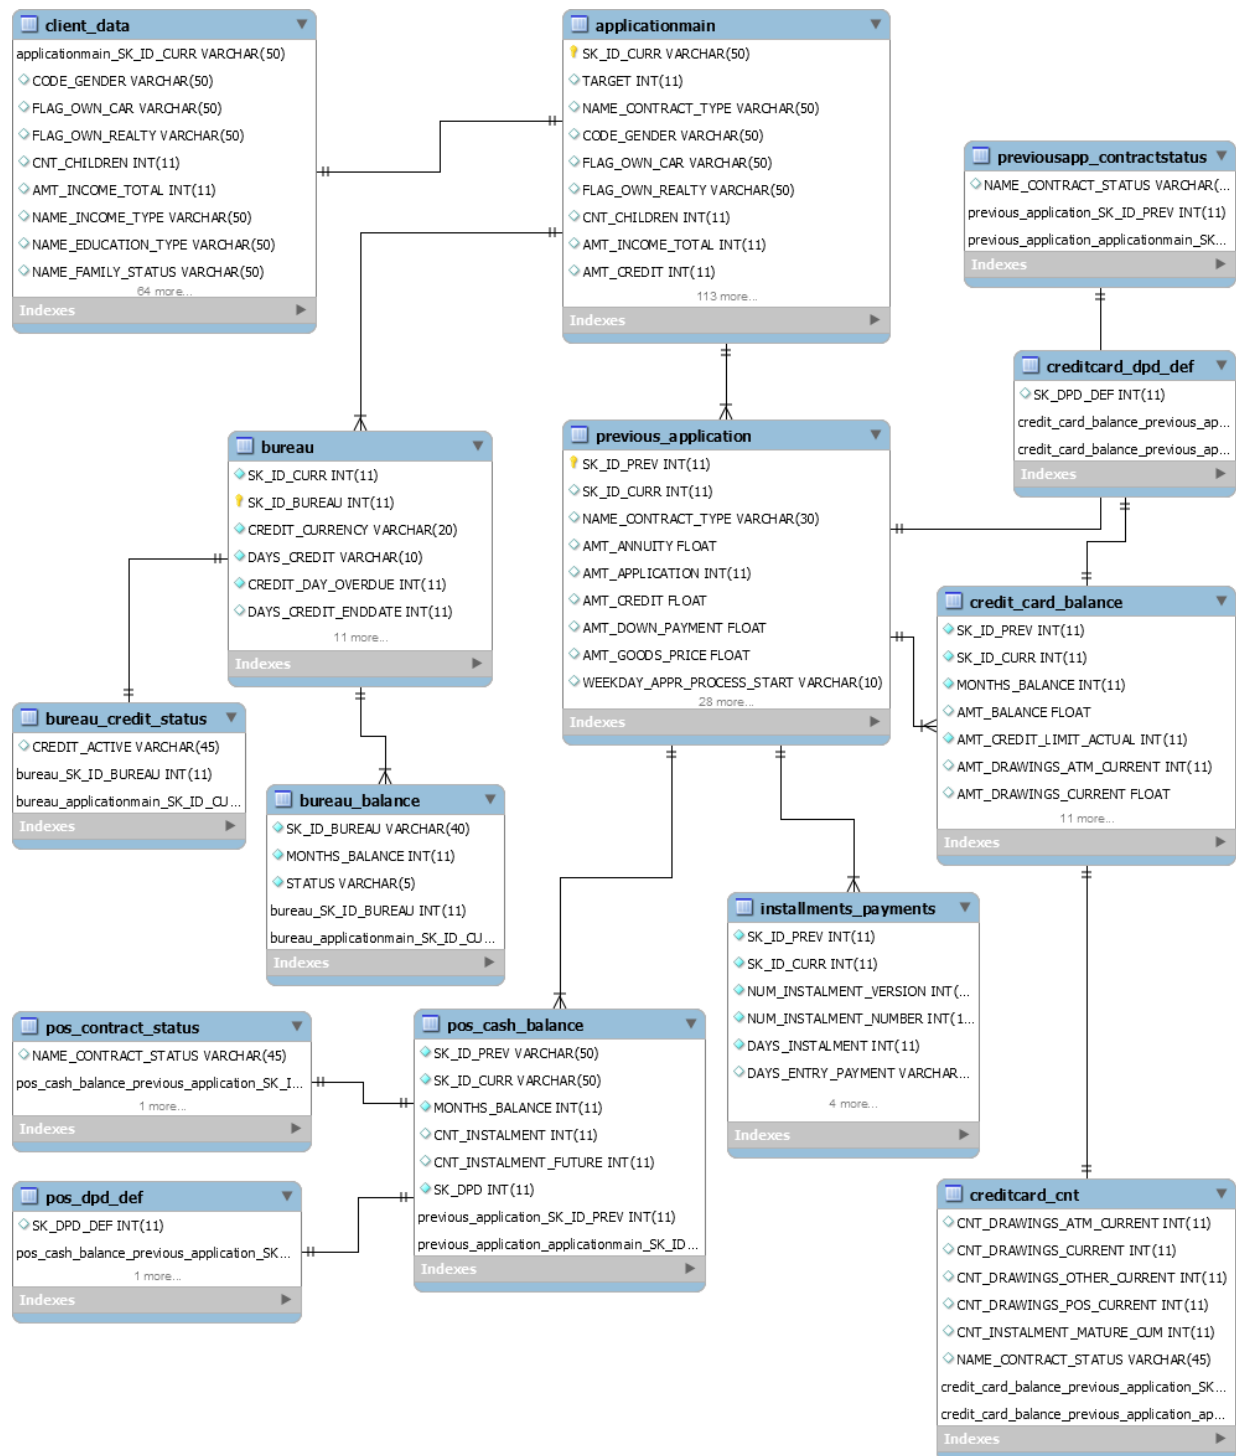 client_data
applicationmain_SK_ID_CURR VARCHAR(50)
CODE_GENDER VARCHAR(50)
FLAG_OWN_CAR VARCHAR(50)
FLAG_OWN_REALTY VARCHAR(50)
CNT_CHILDREN INT(11)
AMT_INCOME_TOTAL INT(11)
NAME_INCOME_TYPE VARCHAR(50)
NAME_EDUCATION_TYPE VARCHAR(50)
NAME_FAMILY_STATUS VARCHAR(50)
64 more...
Indexes
applicationmain
SK_ID_CURR VARCHAR(50)
TARGET INT(11)
NAME_CONTRACT_TYPE VARCHAR(50)
CODE_GENDER VARCHAR(50)
FLAG_OWN_CAR VARCHAR(50)
FLAG_OWN_REALTY VARCHAR(50)
CNT_CHILDREN INT(11)
AMT_INCOME_TOTAL INT(11)
AMT_CREDIT INT(11)
113 more...
Indexes
previousapp_contractstatus
NAME_CONTRACT_STATUS VARCHAR(...
previous_application_SK_ID_PREV INT(11)
previous_application_applicationmain_SK...
Indexes
creditcard_dpd_def
SK_DPD_DEF INT(11)
credit_card_balance_previous_ap...
credit_card_balance_previous_ap...
Indexes
bureau
SK_ID_CURR INT(11)
SK_ID_BUREAU INT(11)
CREDIT_CURRENCY VARCHAR(20)
DAYS_CREDIT VARCHAR(10)
CREDIT_DAY_OVERDUE INT(11)
DAYS_CREDIT_ENDDATE INT(11)
11 more...
Indexes
previous_application
SK_ID_PREV INT(11)
SK_ID_CURR INT(11)
NAME_CONTRACT_TYPE VARCHAR(30)
AMT_ANNUITY FLOAT
AMT_APPLICATION INT(11)
AMT_CREDIT FLOAT
AMT_DOWN_PAYMENT FLOAT
AMT_GOODS_PRICE FLOAT
WEEKDAY_APPR_PROCESS_START VARCHAR(10)
28 more...
Indexes
credit_card_balance
SK_ID_PREV INT(11)
SK_ID_CURR INT(11)
MONTHS_BALANCE INT(11)
AMT_BALANCE FLOAT
AMT_CREDIT_LIMIT_ACTUAL INT(11)
AMT_DRAWINGS_ATM_CURRENT INT(11)
AMT_DRAWINGS_CURRENT FLOAT
11 more...
Indexes
bureau_credit_status
CREDIT_ACTIVE VARCHAR(45)
bureau_SK_ID_BUREAU INT(11)
bureau_applicationmain_SK_ID_CU...
Indexes
bureau_balance
SK_ID_BUREAU VARCHAR(40)
MONTHS_BALANCE INT(11)
STATUS VARCHAR(5)
bureau_SK_ID_BUREAU INT(11)
bureau_applicationmain_SK_ID_CU...
Indexes
installments_payments
SK_ID_PREV INT(11)
SK_ID_CURR INT(11)
NUM_INSTALMENT_VERSION INT(...
NUM_INSTALMENT_NUMBER INT(1...
DAYS_INSTALMENT INT(11)
DAYS_ENTRY_PAYMENT VARCHAR...
4 more...
Indexes
pos_contract_status
NAME_CONTRACT_STATUS VARCHAR(45)
pos_cash_balance_previous_application_SK_I...
1 more...
Indexes
pos_cash_balance
SK_ID_PREV VARCHAR(50)
SK_ID_CURR VARCHAR(50)
MONTHS_BALANCE INT(11)
CNT_INSTALMENT INT(11)
CNT_INSTALMENT_FUTURE INT(11)
SK_DPD INT(11)
previous_application_SK_ID_PREV INT(11)
previous_application_applicationmain_SK_ID...
Indexes
pos_dpd_def
SK_DPD_DEF INT(11)
pos_cash_balance_previous_application_SK...
1 more...
Indexes
creditcard_cnt
CNT_DRAWINGS_ATM_CURRENT INT(11)
CNT_DRAWINGS_CURRENT INT(11)
CNT_DRAWINGS_OTHER_CURRENT INT(11)
CNT_DRAWINGS_POS_CURRENT INT(11)
CNT_INSTALMENT_MATURE_CUM INT(11)
NAME_CONTRACT_STATUS VARCHAR(45)
credit_card_balance_previous_application_SK...
credit_card_balance_previous_application_ap...
Indexes